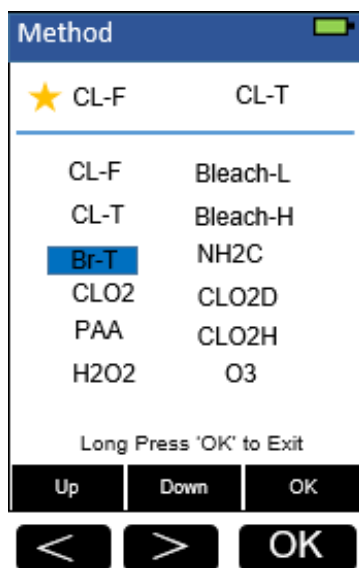 Method
CL-F CL-T
CL-F Bleach-L
CL-T Bleach-H
Br-T NH2C
CLO2 CLO2D
PAA CLO2H
H2O2 O3
Long Press 'OK' to Exit
Up Down OK
< > OK